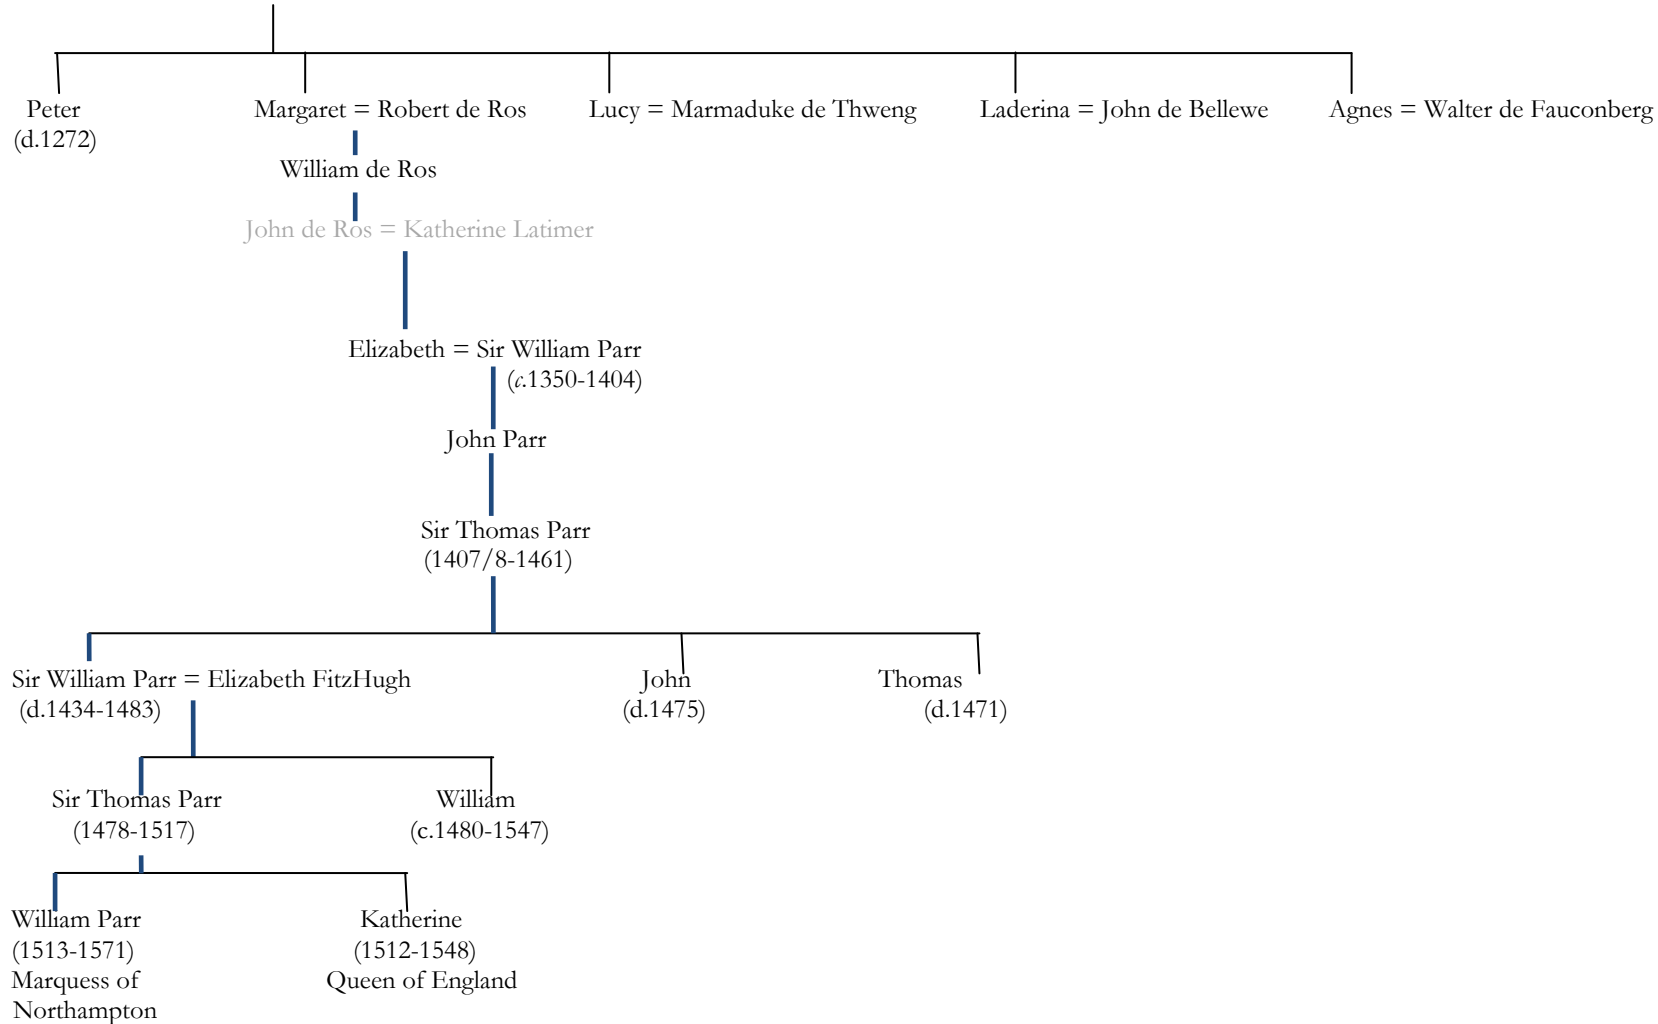 Peter Margaret = Robert de Ros Lucy = Marmaduke de Thweng Laderina = John de Bellewe Agnes = Walter de Fauconberg
(d.1272)
William de Ros
John de Ros = Katherine Latimer
Elizabeth = Sir William Parr
(c.1350-1404)
John Parr
Sir Thomas Parr
(1407/8-1461)
Sir William Parr = Elizabeth FitzHugh John Thomas
(d.1434-1483) (d.1475) (d.1471)
Sir Thomas Parr William
(1478-1517) (c.1480-1547)
William Parr Katherine
(1513-1571) (1512-1548)
Marquess of Queen of England
Northampton